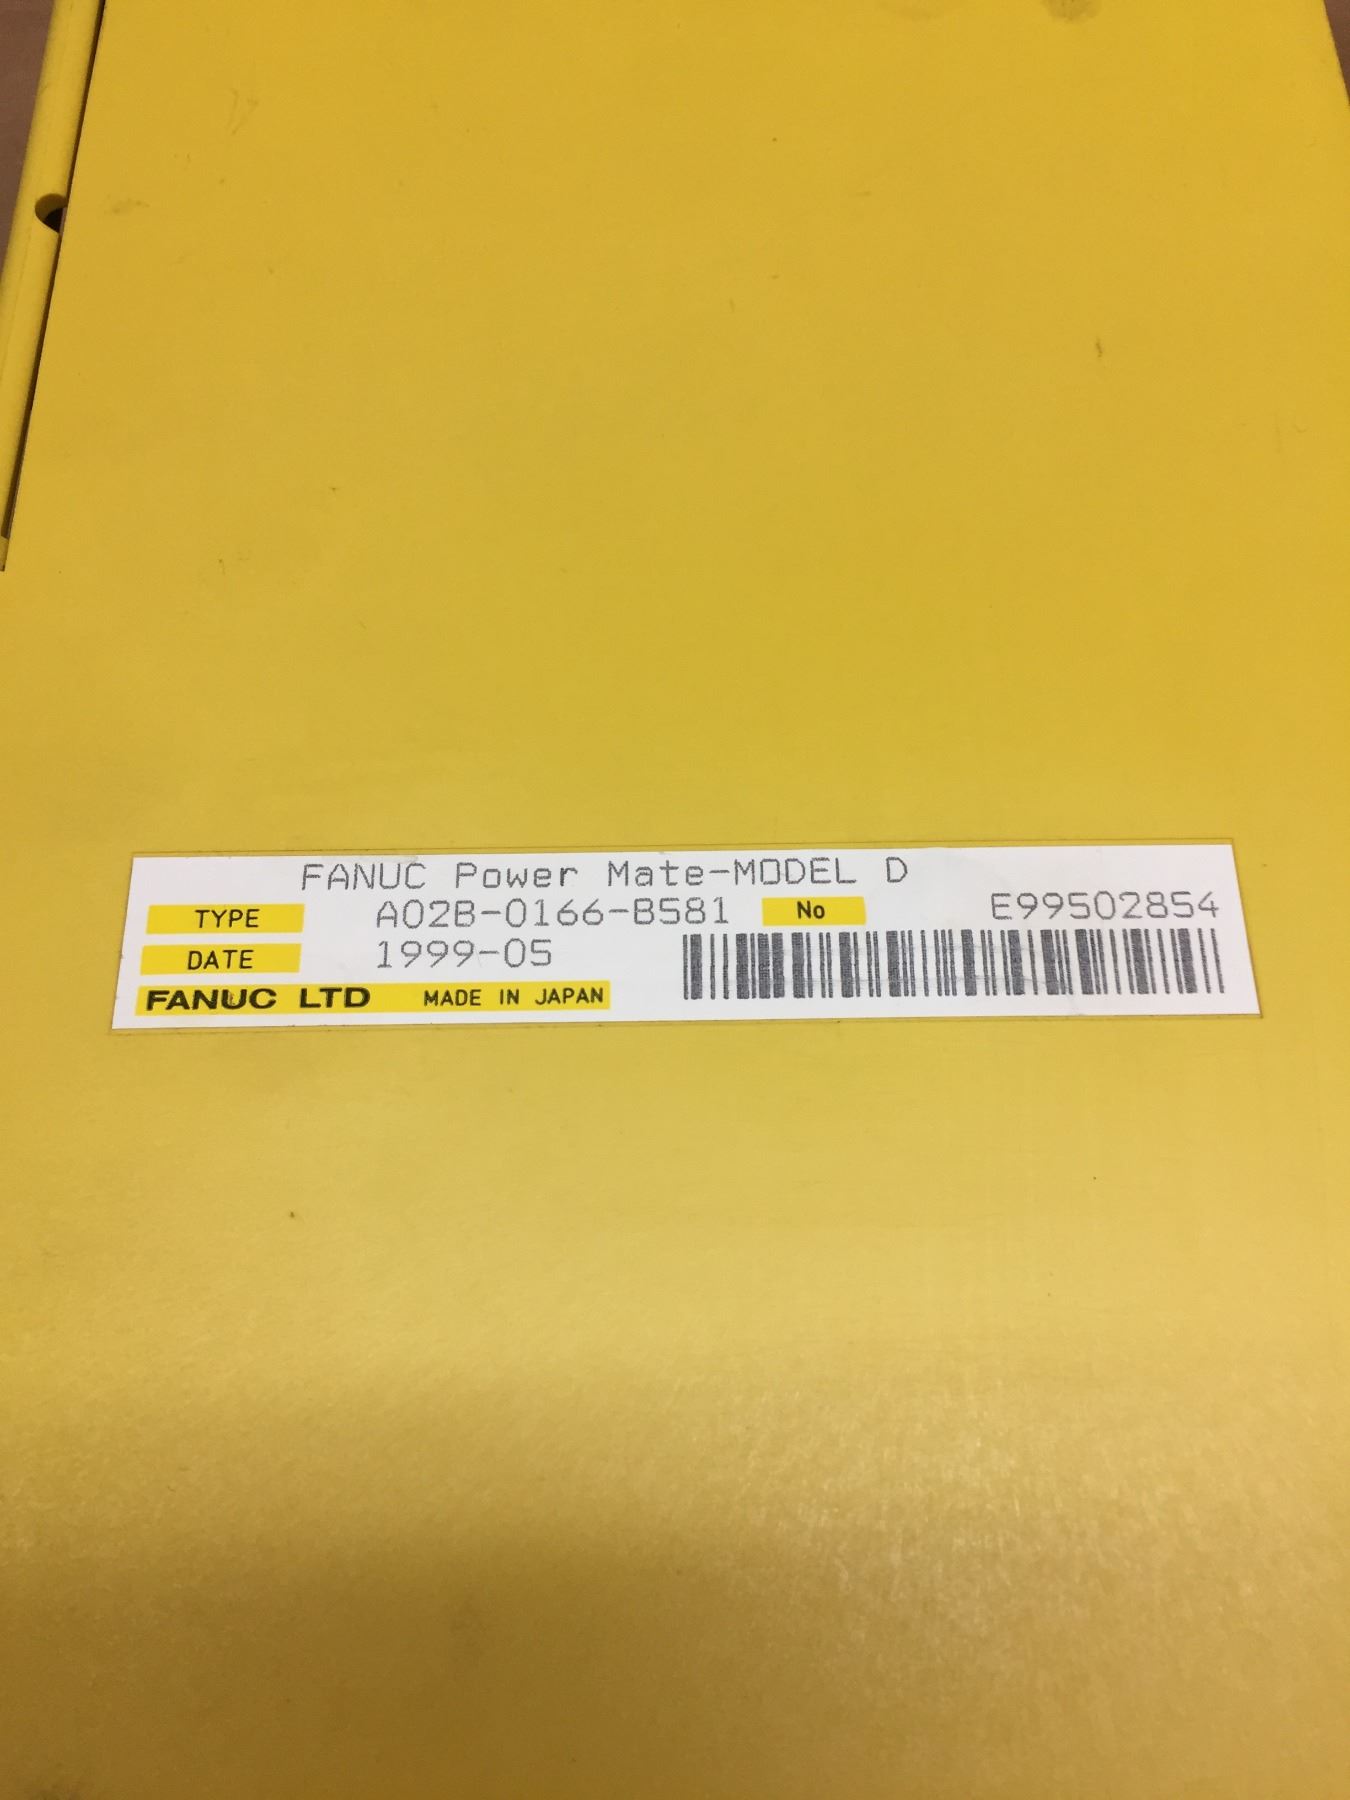 FANUC Power Mate-MODEL D
TYPE A02B-0166-B581 No E99502854
DATE 1999-05
FANUC LTD MADE IN JAPAN